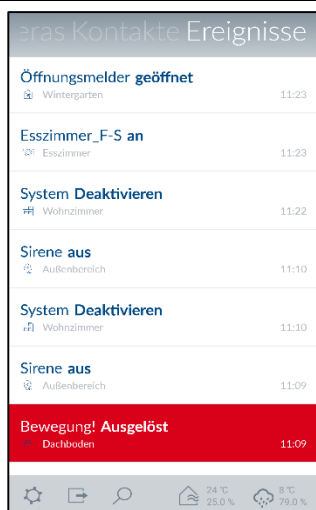 eras Kontakte Ereignisse
Öffnungsmelder geöffnet
Wintergarten 11:23
Esszimmer_F-S an
Esszimmer 11:23
System Deaktivieren
Wohnzimmer 11:22
Sirene aus
Außenbereich 11:10
System Deaktivieren
Wohnzimmer 11:10
Sirene aus
Außenbereich 11:09
Bewegung! Ausgelöst
Dachboden 11:09
24 °C 8 °C
25.0 % 79.0 %